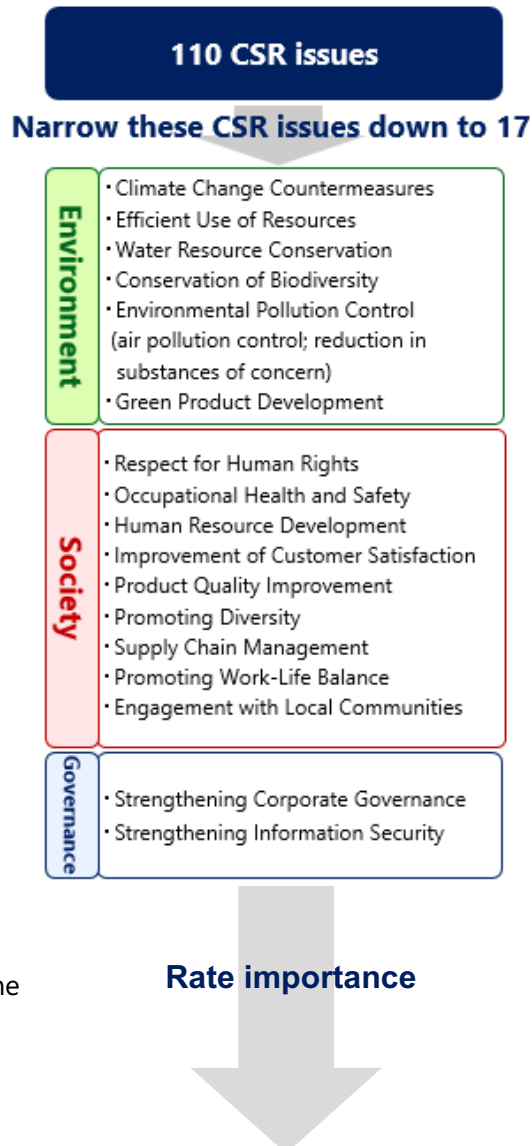 110 CSR issues
Narrow these CSR issues down to 17
Environment
・Climate Change Countermeasures
・Efficient Use of Resources
・Water Resource Conservation
・Conservation of Biodiversity
・Environmental Pollution Control
(air pollution control; reduction in
substances of concern)
・Green Product Development
Society
・Respect for Human Rights
・Occupational Health and Safety
・Human Resource Development
・Improvement of Customer Satisfaction
・Product Quality Improvement
・Promoting Diversity
・Supply Chain Management
・Promoting Work-Life Balance
・Engagement with Local Communities
Governance
・Strengthening Corporate Governance
・Strengthening Information Security
Rate importance